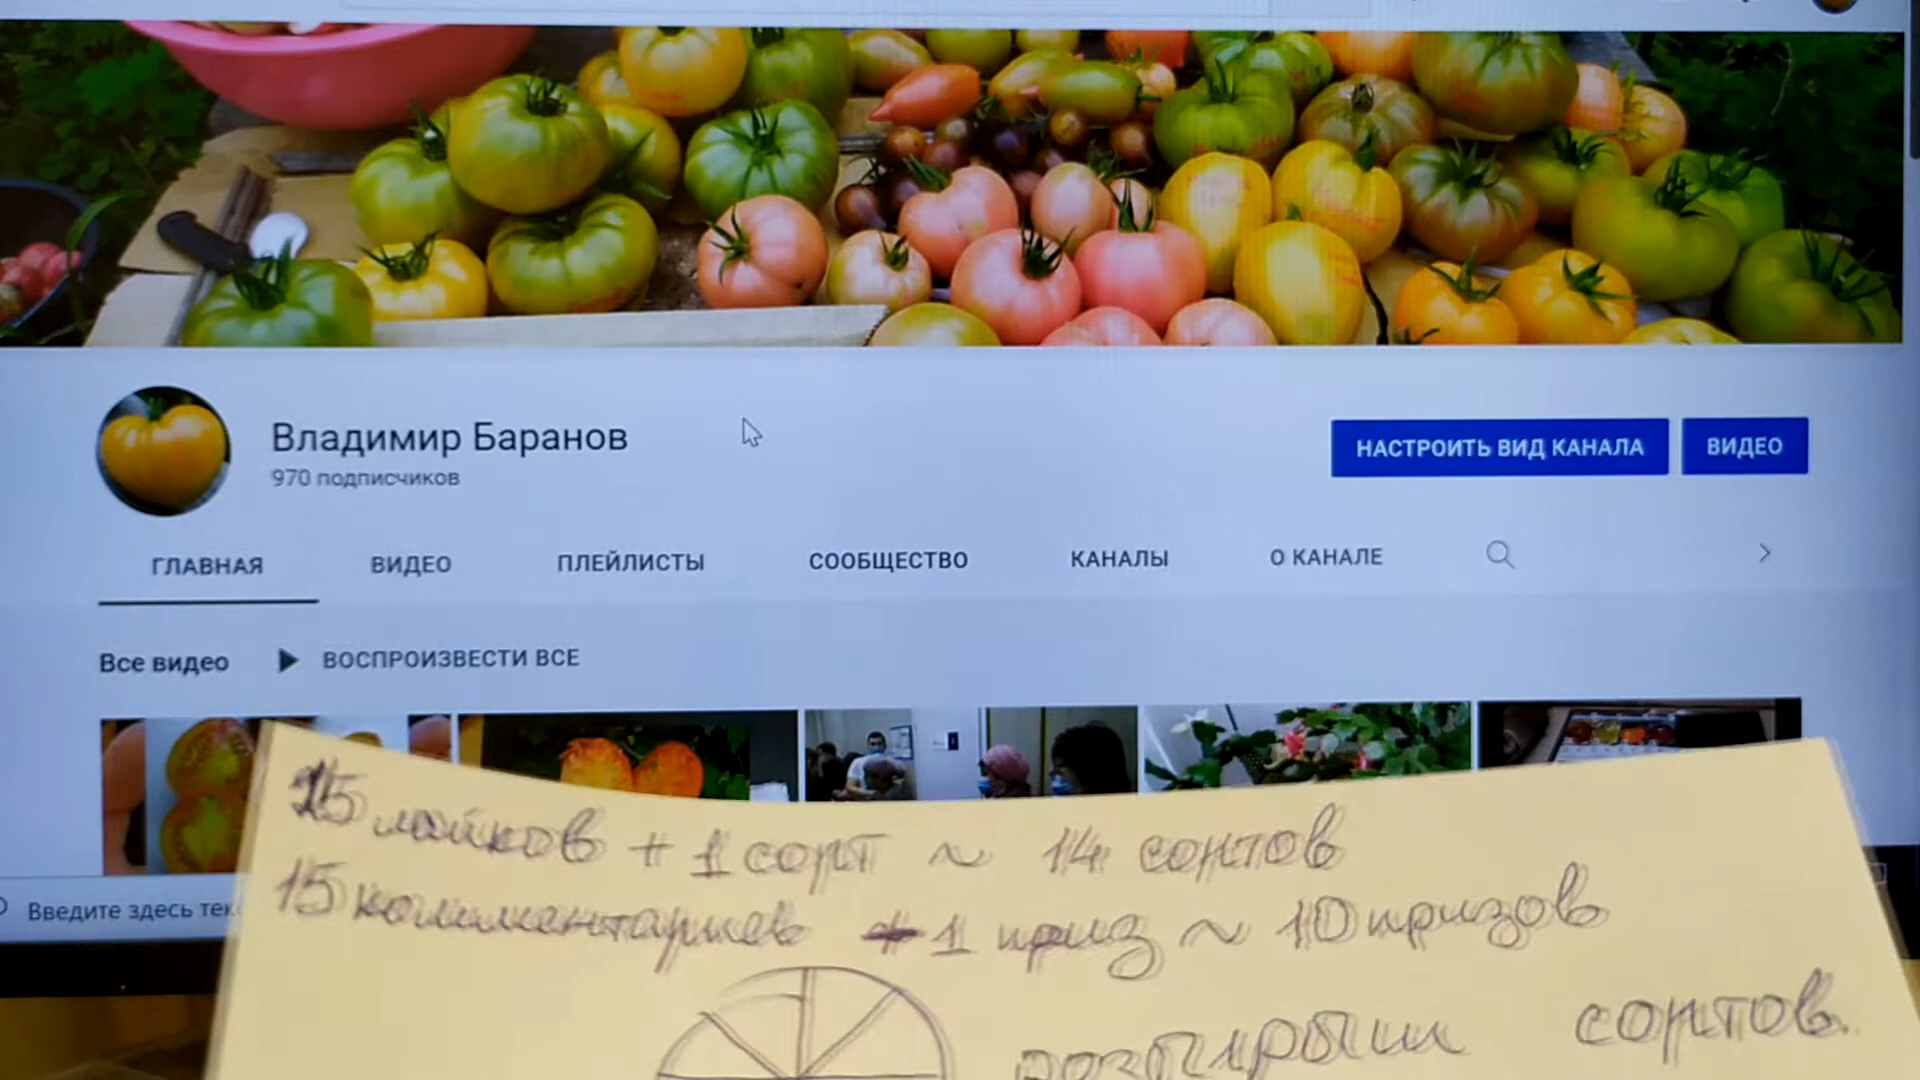 Владимир Баранов
970 подписчиков
НАСТРОИТЬ ВИД КАНАЛА
ВИДЕО
ГЛАВНАЯ
ВИДЕО
ПЛЕЙЛИСТЫ
СООБЩЕСТВО
КАНАЛЫ
О КАНАЛЕ
Все видео
ВОСПРОИЗВЕСТИ ВСЕ
Введите здесь тек
лайков + 1 сорт ~ 14 сортов
15 комментариев + 1 приз ~ 10 призов
розыгрыш сортов.